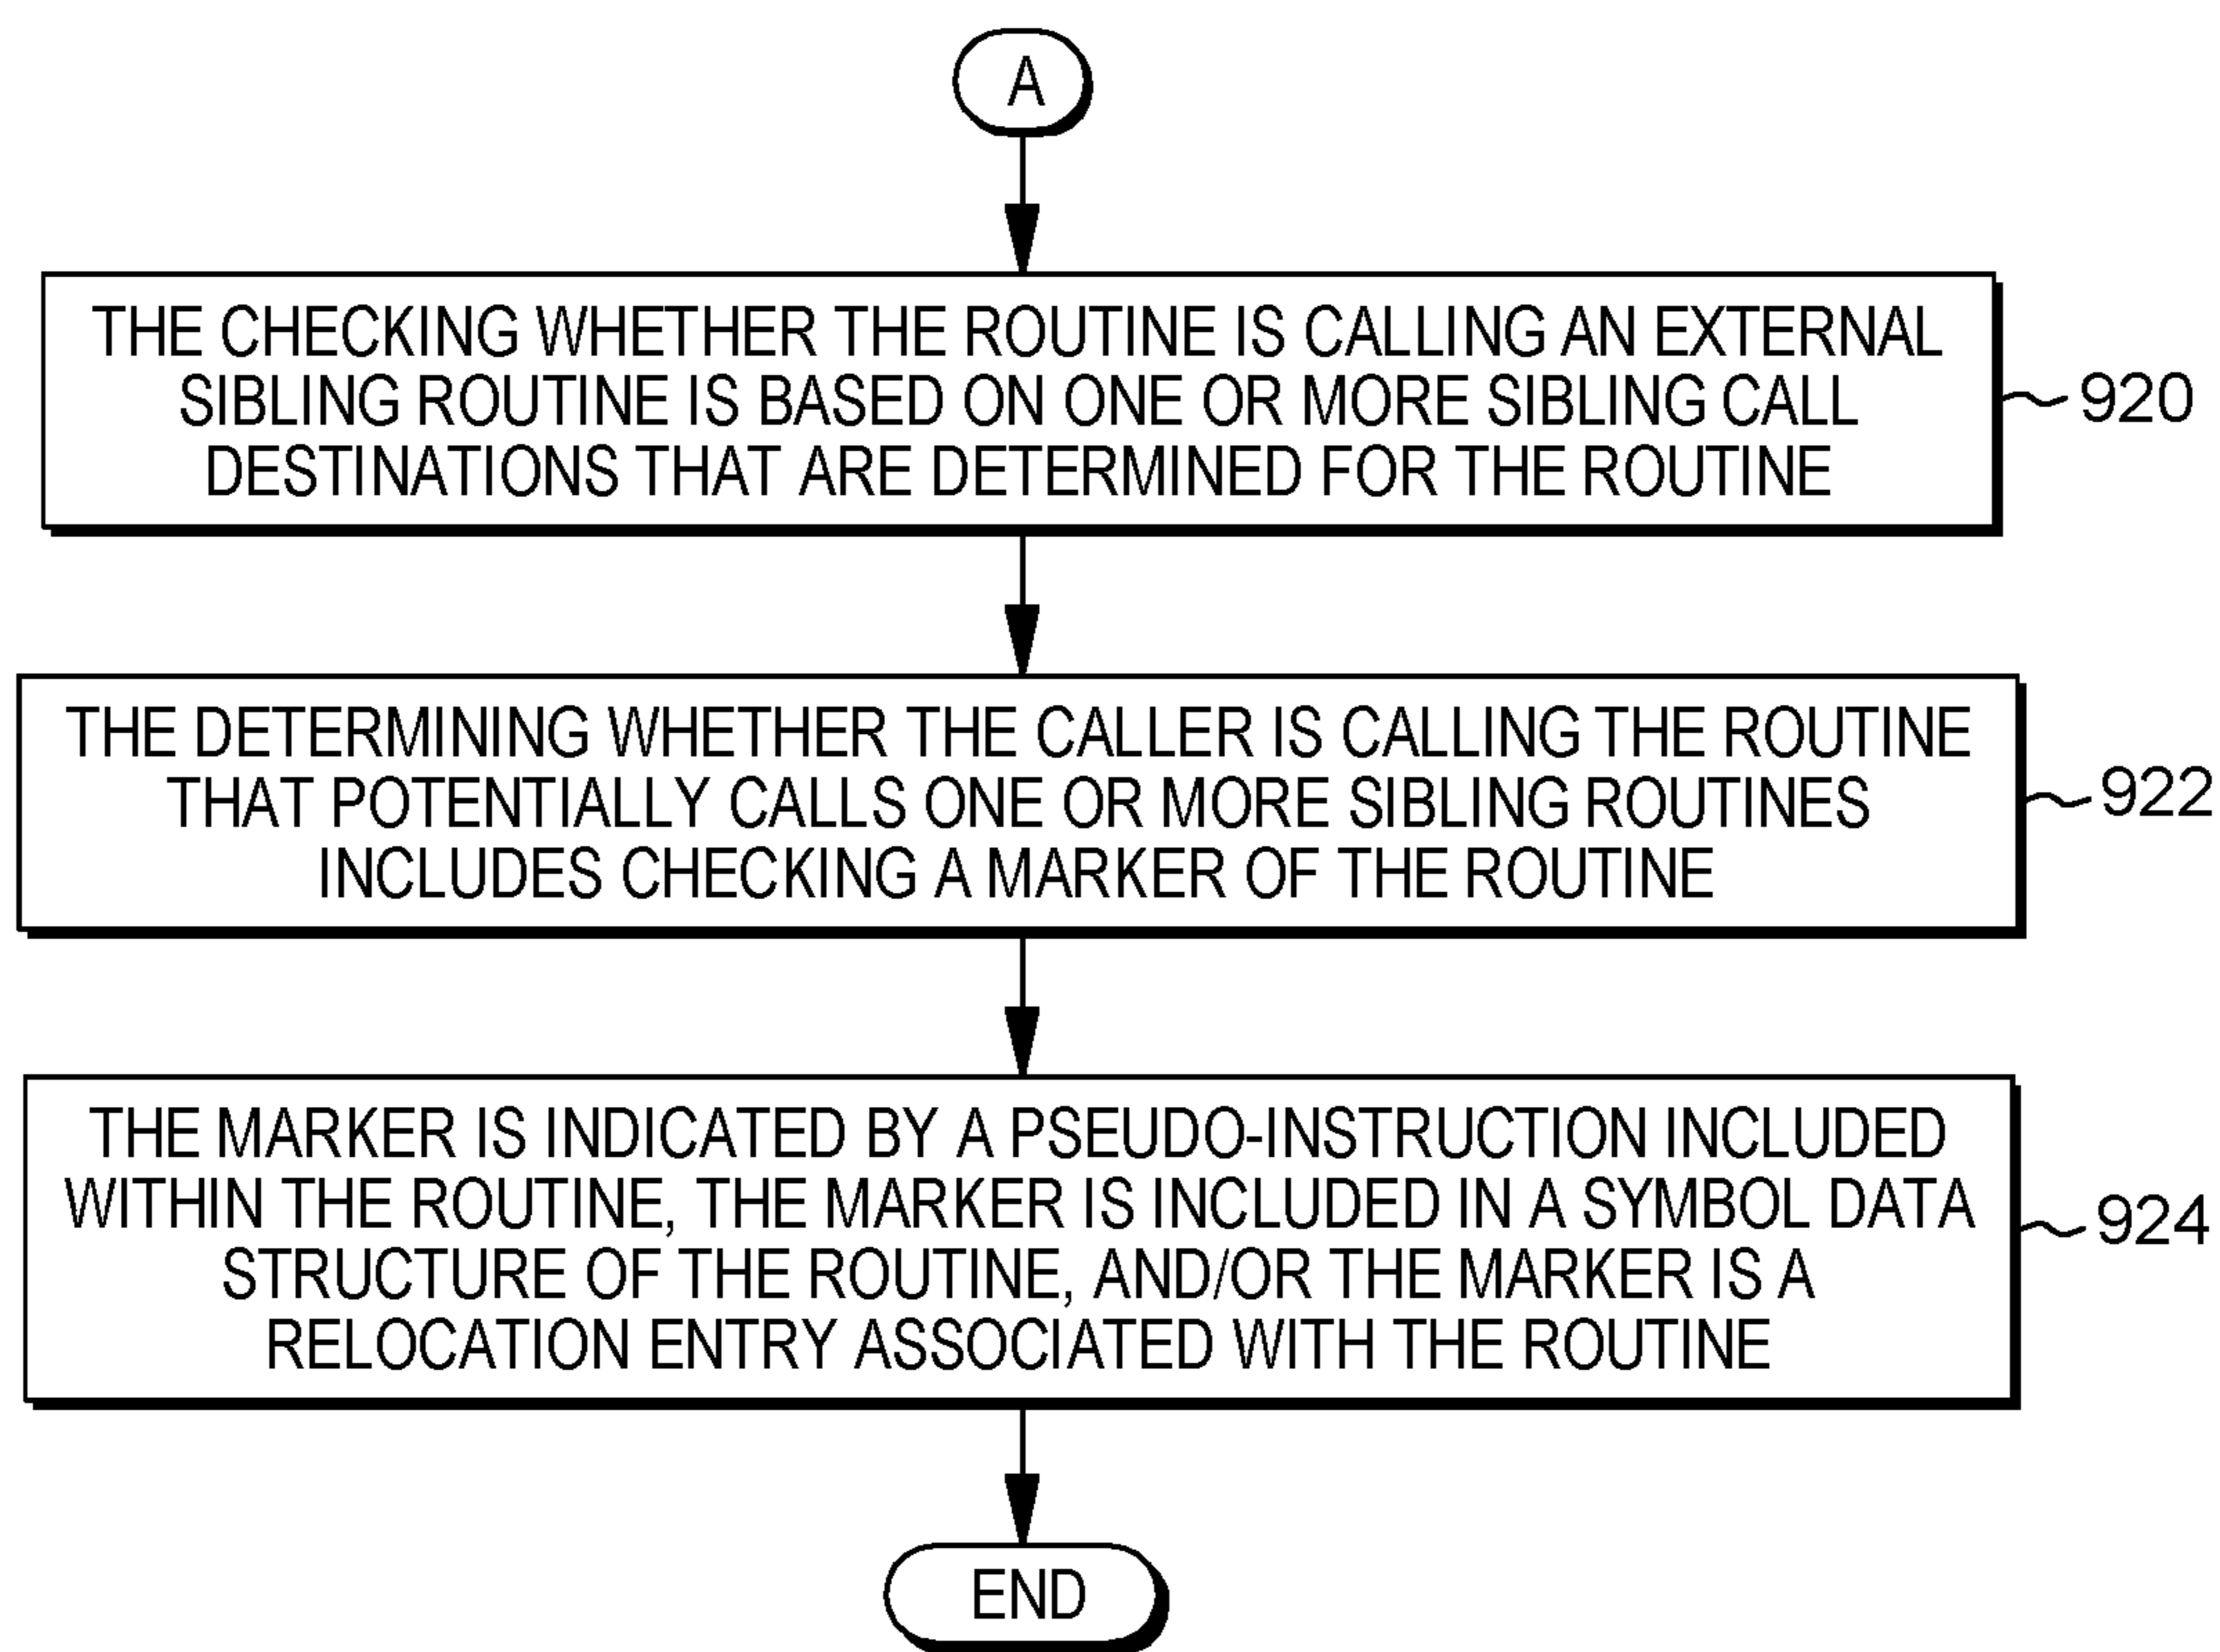 A
THE CHECKING WHETHER THE ROUTINE IS CALLING AN EXTERNAL
SIBLING ROUTINE IS BASED ON ONE OR MORE SIBLING CALL
DESTINATIONS THAT ARE DETERMINED FOR THE ROUTINE
920
THE DETERMINING WHETHER THE CALLER IS CALLING THE ROUTINE
THAT POTENTIALLY CALLS ONE OR MORE SIBLING ROUTINES
INCLUDES CHECKING A MARKER OF THE ROUTINE
922
THE MARKER IS INDICATED BY A PSEUDO-INSTRUCTION INCLUDED
WITHIN THE ROUTINE, THE MARKER IS INCLUDED IN A SYMBOL DATA
STRUCTURE OF THE ROUTINE, AND/OR THE MARKER IS A
RELOCATION ENTRY ASSOCIATED WITH THE ROUTINE
924
END